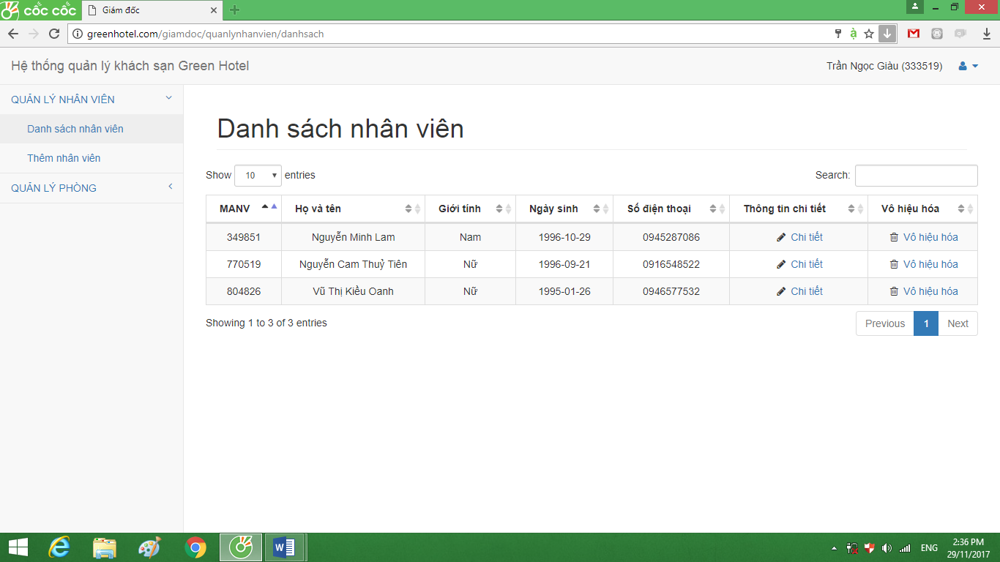 cốc cốc
Giám đốc
greenhotel.com/giamdoc/quanlynhanvien/danhsach
Hệ thống quản lý khách sạn Green Hotel
Trần Ngọc Giàu (333519)
QUẢN LÝ NHÂN VIÊN
Danh sách nhân viên
Thêm nhân viên
QUẢN LÝ PHÒNG
Danh sách nhân viên
Show 10 entries
Search:
MANV Họ và tên Giới tính Ngày sinh Số điện thoại Thông tin chi tiết Vô hiệu hóa
349851 Nguyễn Minh Lam Nam 1996-10-29 0945287086 Chi tiết Vô hiệu hóa
770519 Nguyễn Cam Thuỷ Tiên Nữ 1996-09-21 0916548522 Chi tiết Vô hiệu hóa
804826 Vũ Thị Kiều Oanh Nữ 1995-01-26 0946577532 Chi tiết Vô hiệu hóa
Showing 1 to 3 of 3 entries
Previous 1 Next
ENG
2:36 PM
29/11/2017